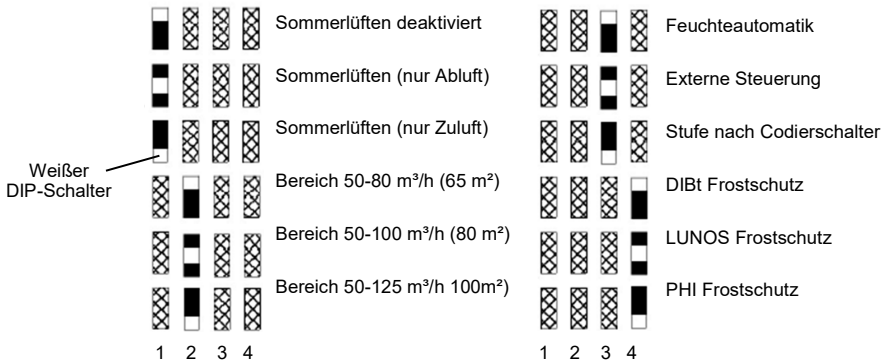 Sommerlüften deaktiviert
Sommerlüften (nur Abluft)
Sommerlüften (nur Zuluft)
Weißer
DIP-Schalter
Bereich 50-80 m³/h (65 m²)
Bereich 50-100 m³/h (80 m²)
Bereich 50-125 m³/h 100m²)
1 2 3 4
Feuchteautomatik
Externe Steuerung
Stufe nach Codierschalter
DIBt Frostschutz
LUNOS Frostschutz
PHI Frostschutz
1 2 3 4